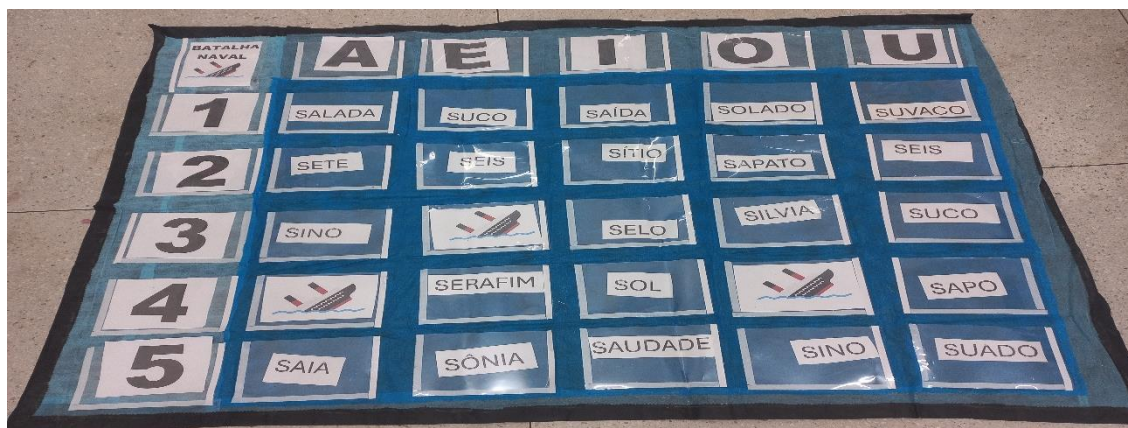 BATALHA
NAVAL
A E I O U
1 SALADA SUCO SAÍDA SOLADO SUVACO
2 SETE SEIS SÍTIO SAPATO SEIS
3 SINO SELO SILVIA SUCO
4 SERAFIM SOL SAPO
5 SAIA SÔNIA SAUDADE SINO SUADO